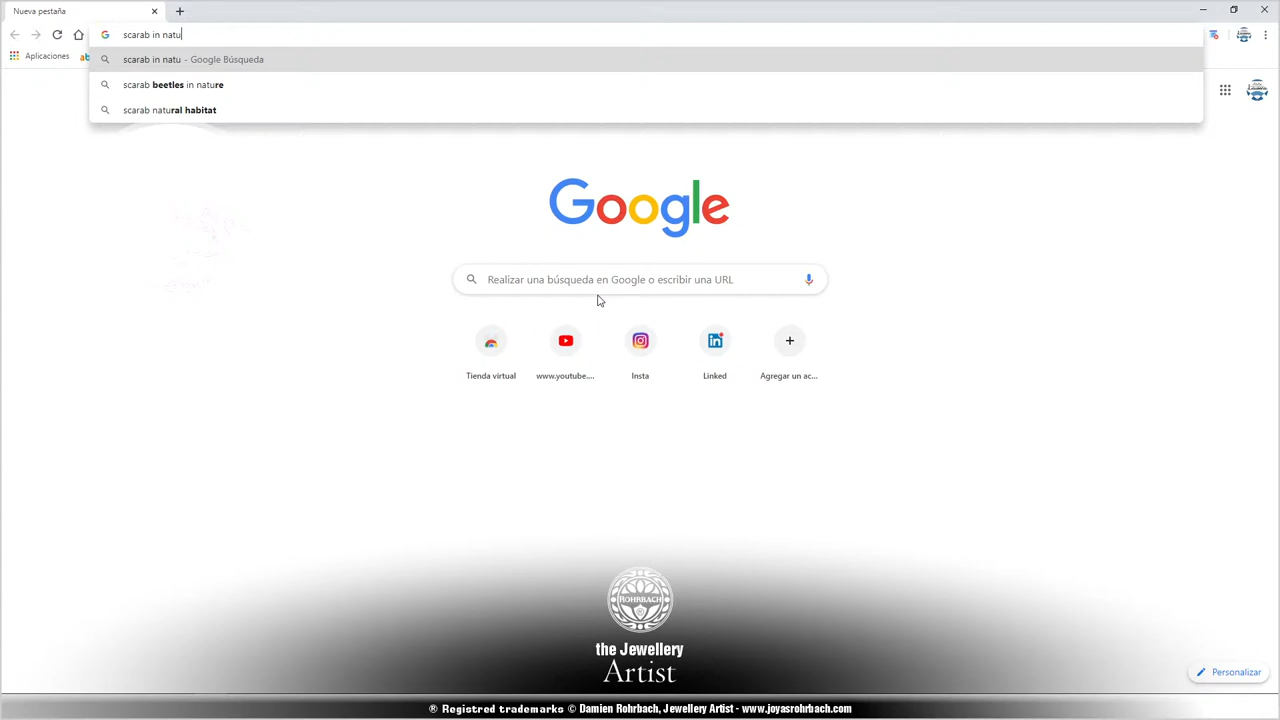 Nueva pestaña
scarab in natu
Aplicaciones
scarab in natu - Google Búsqueda
scarab beetles in nature
scarab natural habitat
Google
Realizar una búsqueda en Google o escribir una URL
Tienda virtual
www.youtube....
Insta
Linked
Agregar un ac...
ROHRBACH
the Jewellery
Artist
Personalizar
® Registred trademarks © Damien Rohrbach, Jewellery Artist - www.joyasrohrbach.com